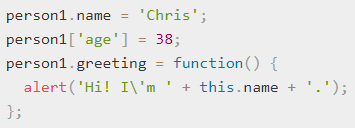 person1.name = 'Chris';
person1['age'] = 38;
person1.greeting = function() {
  alert('Hi! I\'m ' + this.name + '.');
};